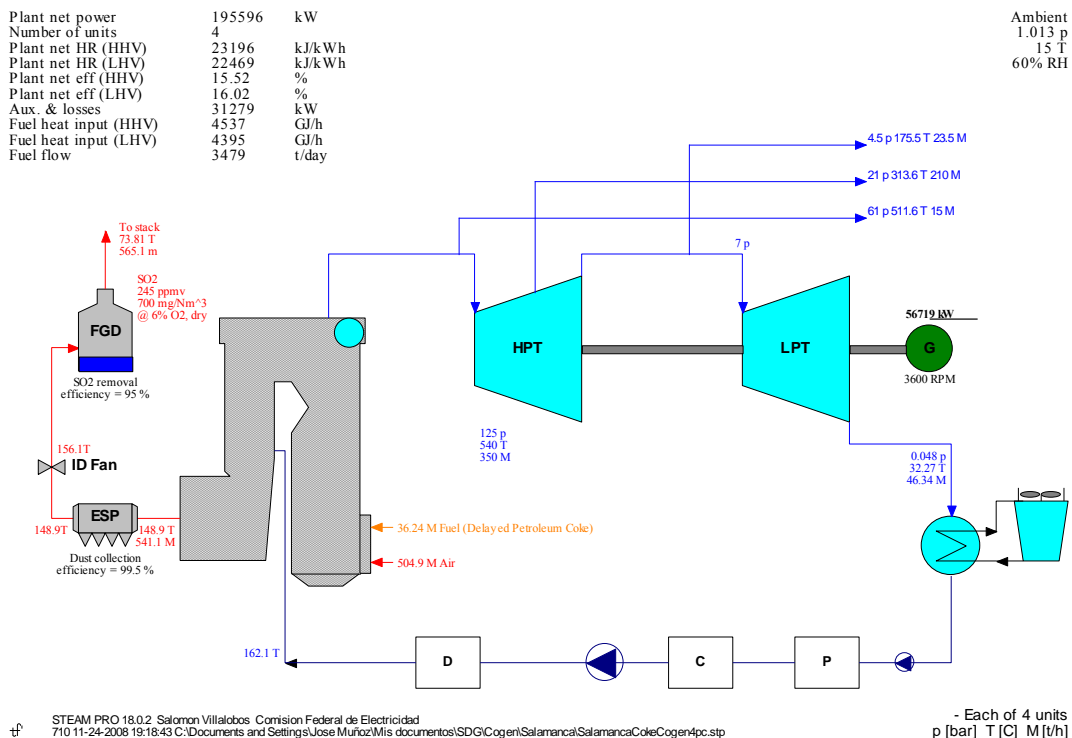 Plant net power 195596 kW
Number of units 4
Plant net HR (HHV) 23196 kJ/kWh
Plant net HR (LHV) 22469 kJ/kWh
Plant net eff (HHV) 15.52 %
Plant net eff (LHV) 16.02 %
Aux. & losses 31279 kW
Fuel heat input (HHV) 4537 GJ/h
Fuel heat input (LHV) 4395 GJ/h
Fuel flow 3479 t/day
Ambient
1.013 p
15 T
60% RH
4.5 p 175.5 T 23.5 M
21 p 313.6 T 210 M
61 p 511.6 T 15 M
To stack
73.81 T
565.1 m
SO2
245 ppmv
700 mg/Nm^3
@ 6% O2, dry
FGD
SO2 removal
efficiency = 95 %
156.1T
ID Fan
ESP
148.9T
148.9 T
541.1 M
Dust collection
efficiency = 99.5 %
7 p
HPT
LPT
56719 kW
G
3600 RPM
125 p
540 T
350 M
0.048 p
32.27 T
46.34 M
36.24 M Fuel (Delayed Petroleum Coke)
504.9 M Air
162.1 T
D
C
P
STEAM PRO 18.0.2 Salomon Villalobos Comision Federal de Electricidad
710 11-24-2008 19:18:43 C:\Documents and Settings\Jose Muñoz\Mis documentos\SDG\Cogen\Salamanca\SalamancaCokeCogen4pc.stp
- Each of 4 units
p [bar] T [C] M [t/h]